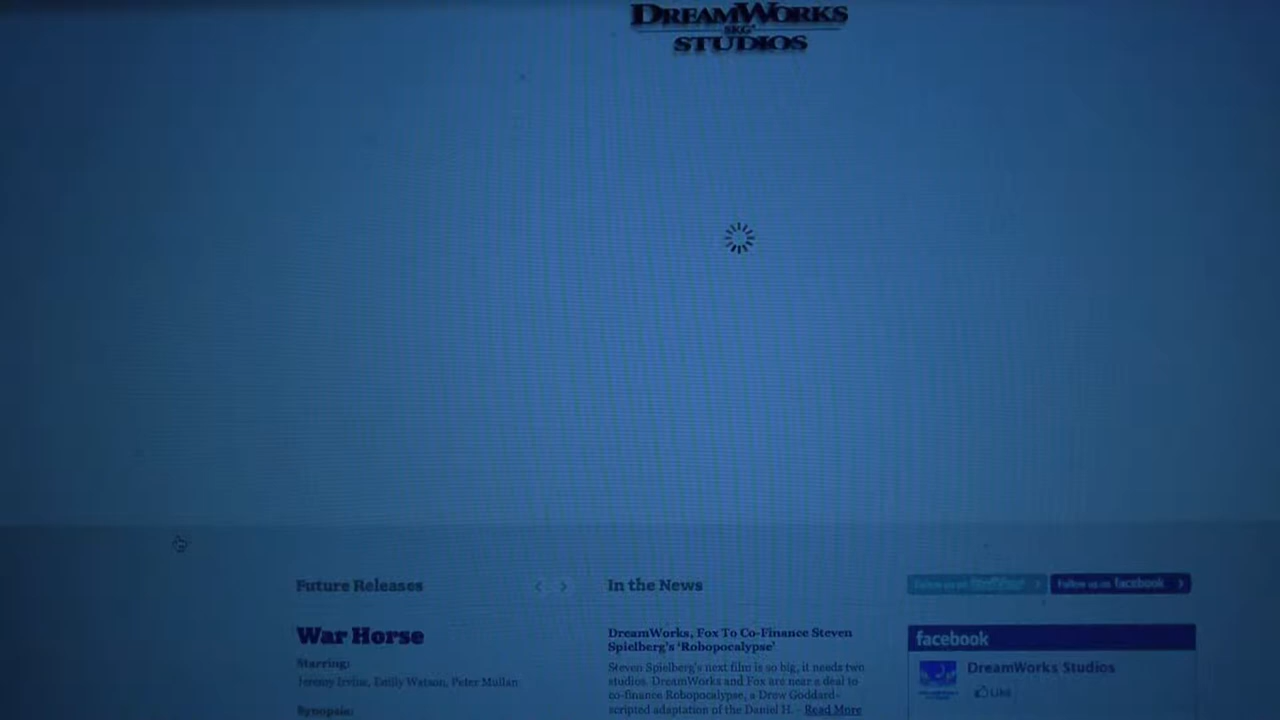 DREAMWORKS
SKG
STUDIOS
Future Releases
War Horse
Starring:
Jeremy Irvine, Emily Watson, Peter Mullan
Synopsis:
In the News
DreamWorks, Fox To Co-Finance Steven
Spielberg's 'Robopocalypse'
Steven Spielberg's next film is so big, it needs two
studios. DreamWorks and Fox are near a deal to
co-finance Robopocalypse, a Drew Goddard-
scripted adaptation of the Daniel H. - Read More
Follow us on
Follow us on facebook
facebook
DreamWorks Studios
Like